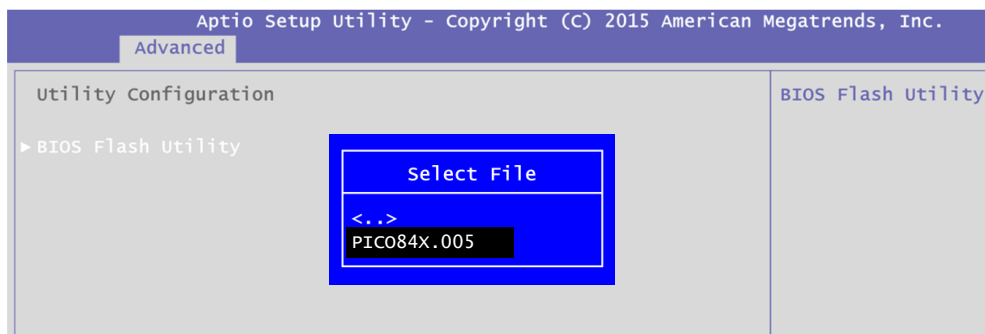 Aptio Setup Utility - Copyright (C) 2015 American Megatrends, Inc.
Advanced
Utility Configuration
BIOS Flash Utility
►BIOS Flash Utility
Select File
<..>
PICO84X.005